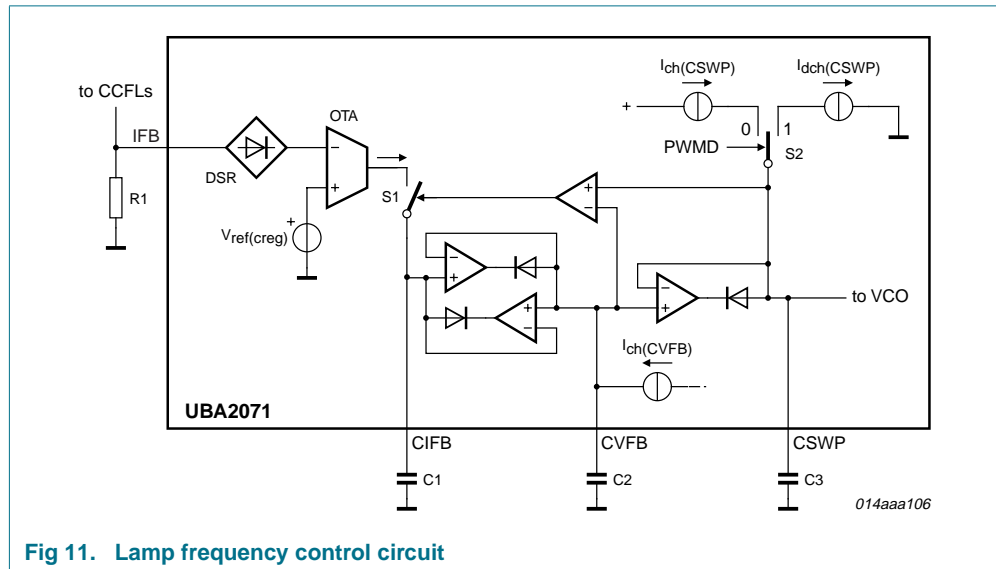 to CCFLs
IFB
R1
DSR
OTA
−
+
+
Vref(creg)
S1
+
−
−
+
+
−
−
+
Ich(CSWP)
Idch(CSWP)
+
0
1
PWMD
S2
to VCO
Ich(CVFB)
UBA2071
CIFB
CVFB
CSWP
C1
C2
C3
014aaa106
Fig 11. Lamp frequency control circuit